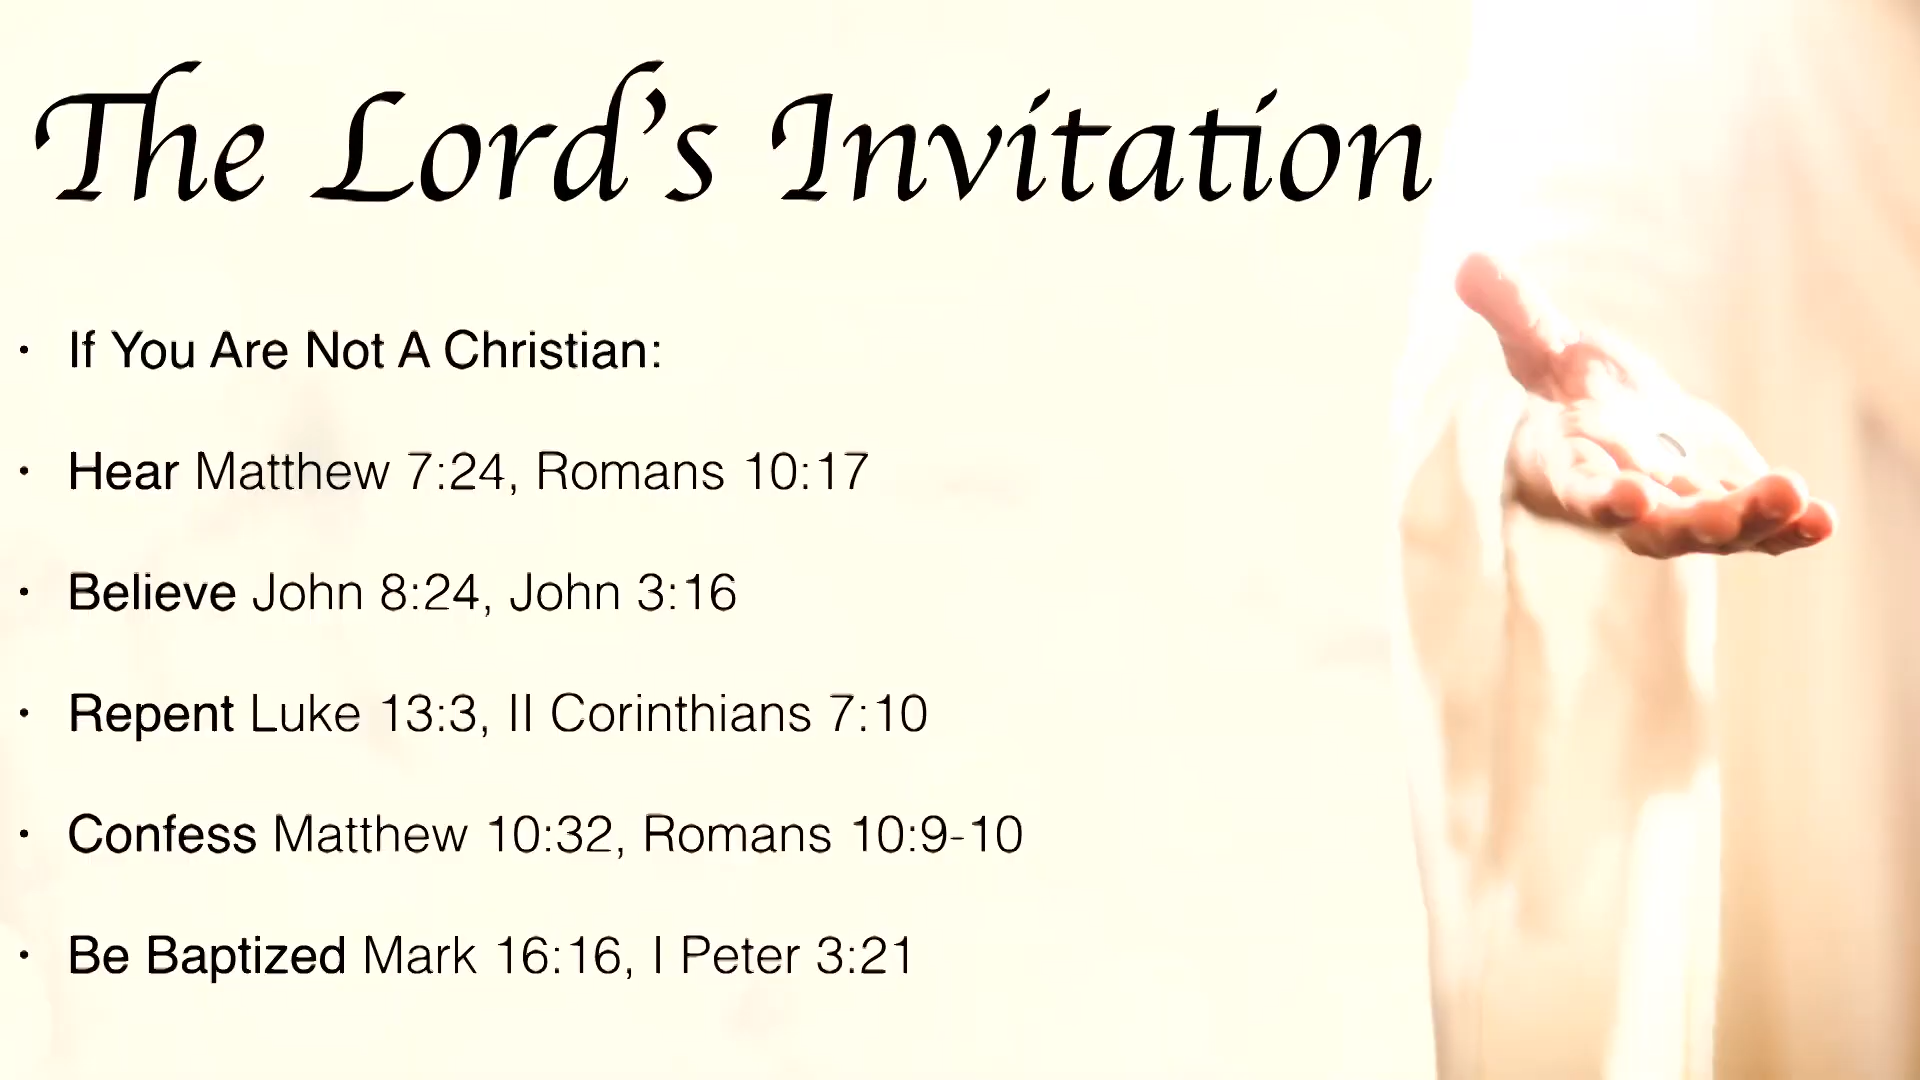 The Lord’s Invitation
• If You Are Not A Christian:
• Hear Matthew 7:24, Romans 10:17
• Believe John 8:24, John 3:16
• Repent Luke 13:3, II Corinthians 7:10
• Confess Matthew 10:32, Romans 10:9-10
• Be Baptized Mark 16:16, I Peter 3:21